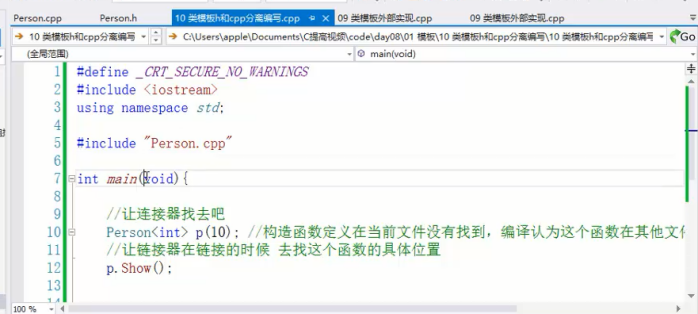 Person.cpp Person.h 10 类模板h和cpp分离编写.cpp 09 类模板外部实现.cpp 09 类模板外部实现.cpp
10 类模板h和cpp分离编写 C:\Users\apple\Documents\C提高视频\code\day08\01 模板\10 类模板h和cpp分离编写\10 类模板h和cpp分离编写 Go
(全局范围) main(void)
1 #define _CRT_SECURE_NO_WARNINGS
2 #include <iostream>
3 using namespace std;
4
5 #include "Person.cpp"
6
7 int main(void){
8
9 //让连接器找去吧
10 Person<int> p(10); //构造函数定义在当前文件没有找到，编译认为这个函数在其他文件
11 //让链接器在链接的时候 去找这个函数的具体位置
12 p.Show();
13
100 %